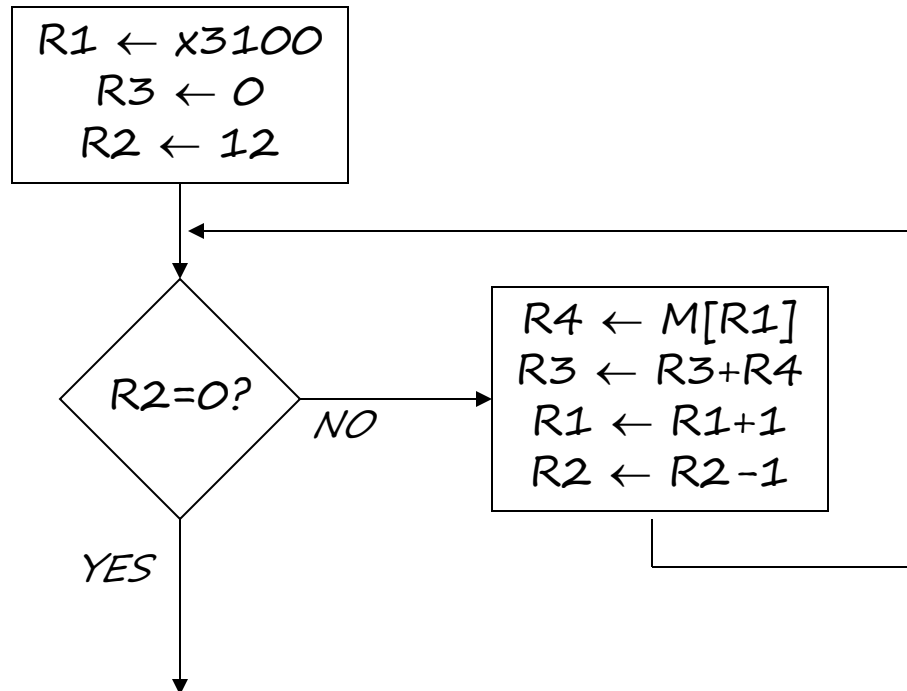 R1 ← x3100
R3 ← 0
R2 ← 12
R2=0?
NO
R4 ← M[R1]
R3 ← R3+R4
R1 ← R1+1
R2 ← R2-1
YES